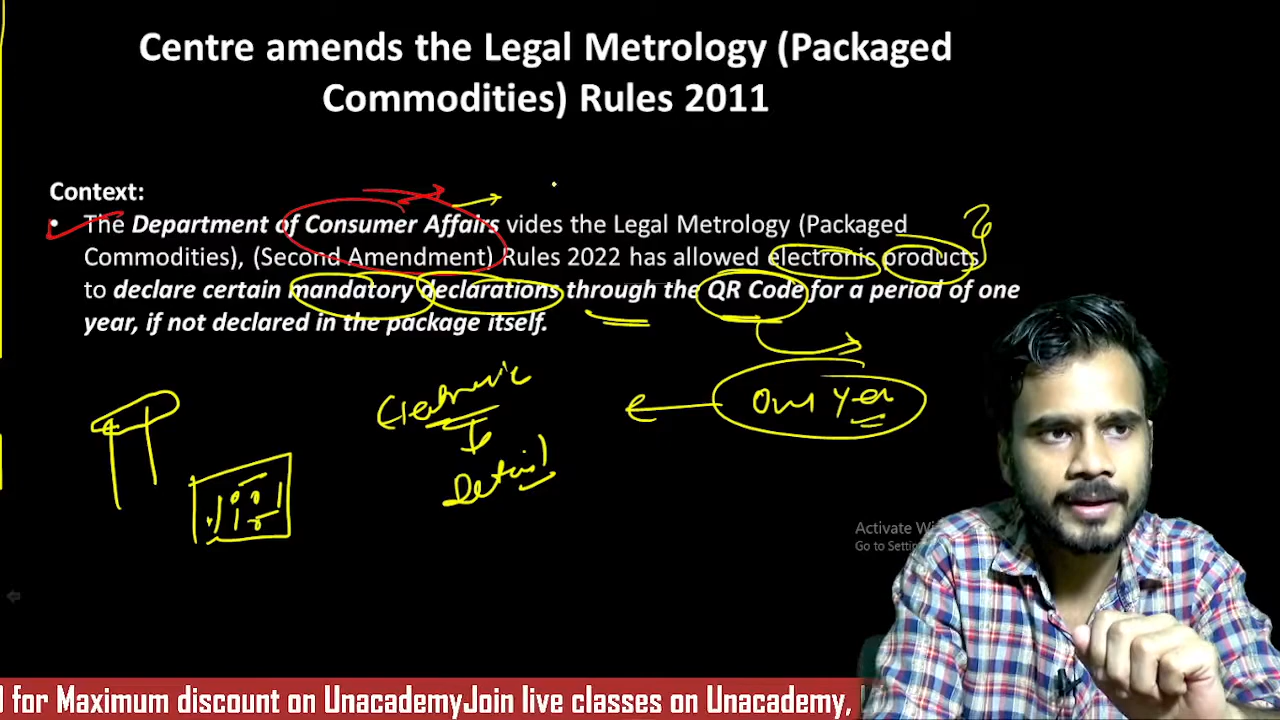 Centre amends the Legal Metrology (Packaged
Commodities) Rules 2011
Context:
• The Department of Consumer Affairs vides the Legal Metrology (Packaged
Commodities), (Second Amendment) Rules 2022 has allowed electronic products
to declare certain mandatory declarations through the QR Code for a period of one
year, if not declared in the package itself.
Electronic
One Year
Detail
Activate Wi
Go to Settin
for Maximum discount on UnacademyJoin live classes on Unacademy,